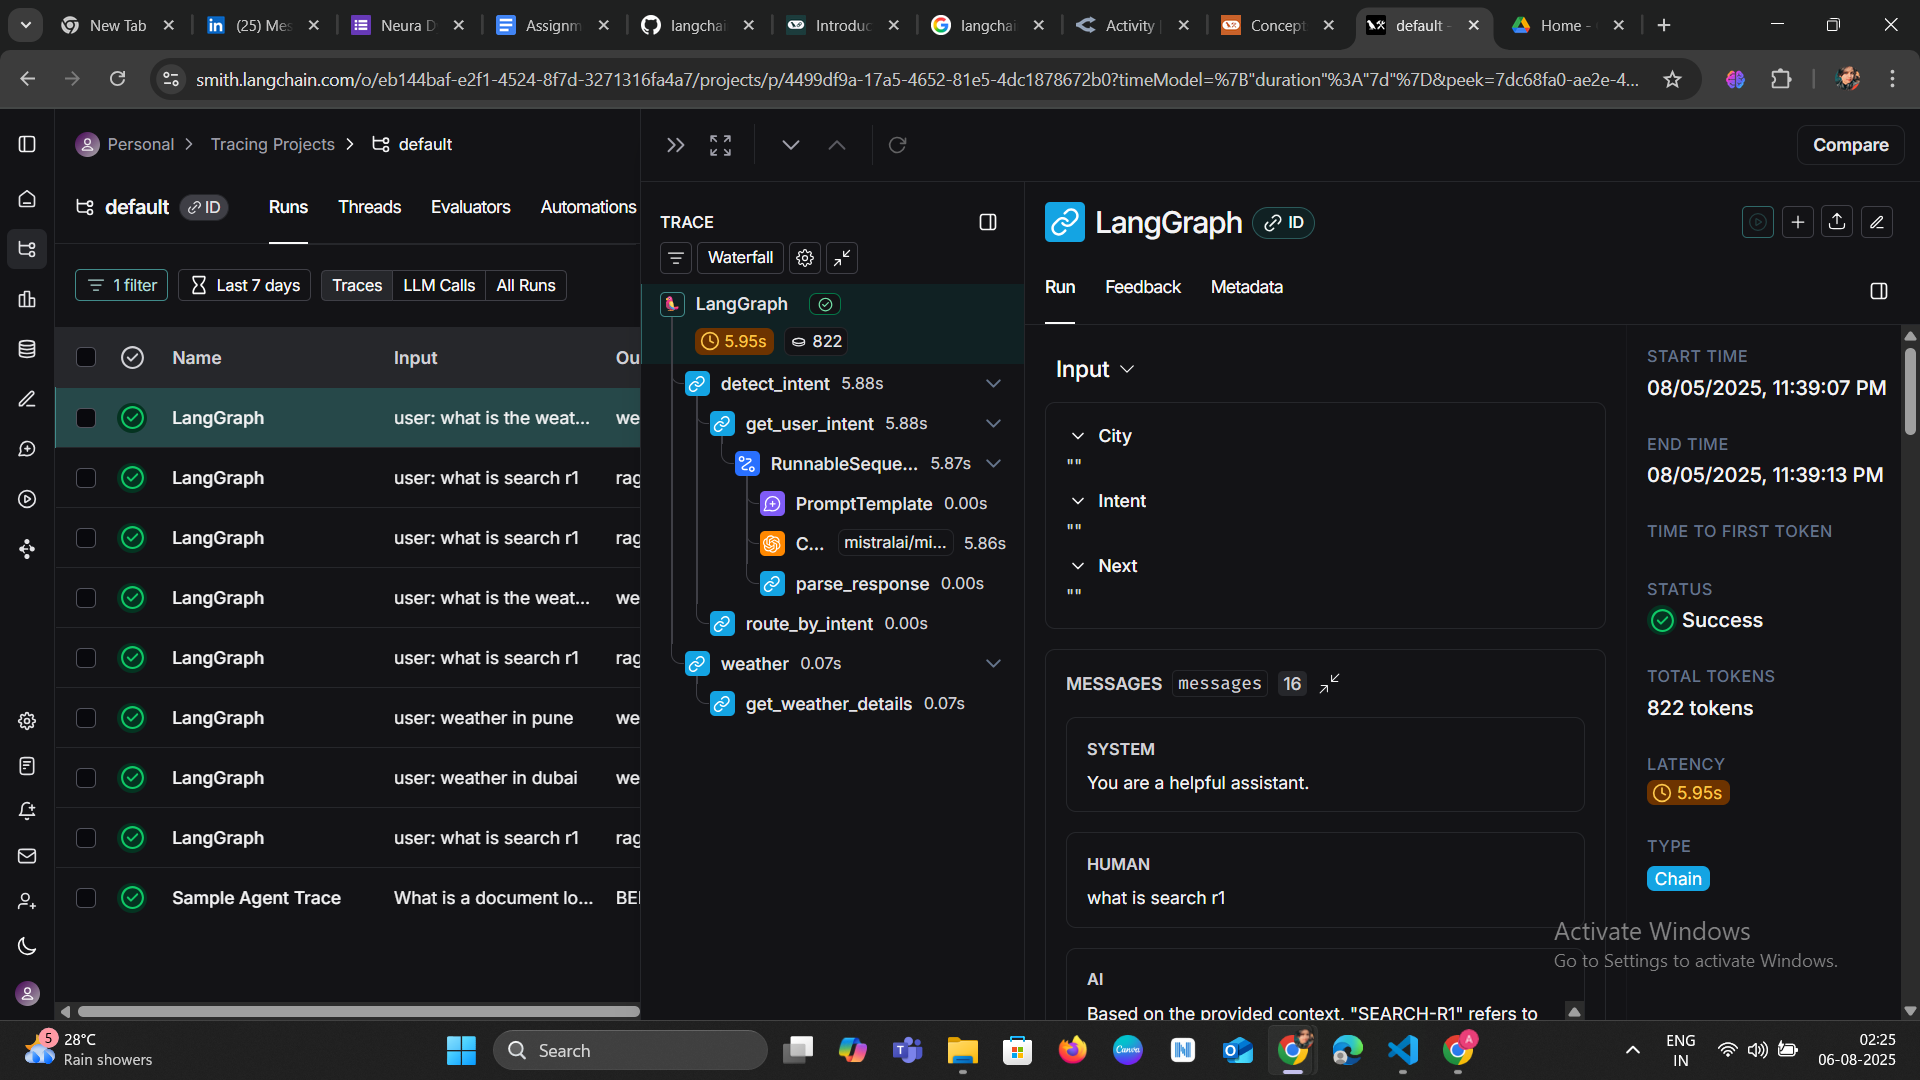 New Tab
(25) Mes
Neura D
Assignm
langchai
Introduc
langchai
Activity
Concept
default -
Home -
smith.langchain.com/o/eb144baf-e2f1-4524-8f7d-3271316fa4a7/projects/p/4499df9a-17a5-4652-81e5-4dc1878672b0?timeModel=%7B"duration"%3A"7d"%7D&peek=7dc68fa0-ae2e-4...
Personal > Tracing Projects > default
Compare
default ID Runs Threads Evaluators Automations
1 filter Last 7 days Traces LLM Calls All Runs
Name Input Ou
LangGraph user: what is the weat... we
LangGraph user: what is search r1 rag
LangGraph user: what is search r1 rag
LangGraph user: what is the weat... we
LangGraph user: what is search r1 rag
LangGraph user: weather in pune we
LangGraph user: weather in dubai we
LangGraph user: what is search r1 rag
Sample Agent Trace What is a document lo... BEI
TRACE
Waterfall
LangGraph
5.95s 822
detect_intent 5.88s
get_user_intent 5.88s
RunnableSeque... 5.87s
PromptTemplate 0.00s
C... mistralai/mi... 5.86s
parse_response 0.00s
route_by_intent 0.00s
weather 0.07s
get_weather_details 0.07s
LangGraph ID
Run Feedback Metadata
Input
City
""
Intent
""
Next
""
MESSAGES messages 16
SYSTEM
You are a helpful assistant.
HUMAN
what is search r1
AI
Based on the provided context, "SEARCH-R1" refers to
START TIME
08/05/2025, 11:39:07 PM
END TIME
08/05/2025, 11:39:13 PM
TIME TO FIRST TOKEN
STATUS
Success
TOTAL TOKENS
822 tokens
LATENCY
5.95s
TYPE
Chain
Activate Windows
Go to Settings to activate Windows.
5
28°C
Rain showers
Search
Canva
A
ENG
IN
02:25
06-08-2025